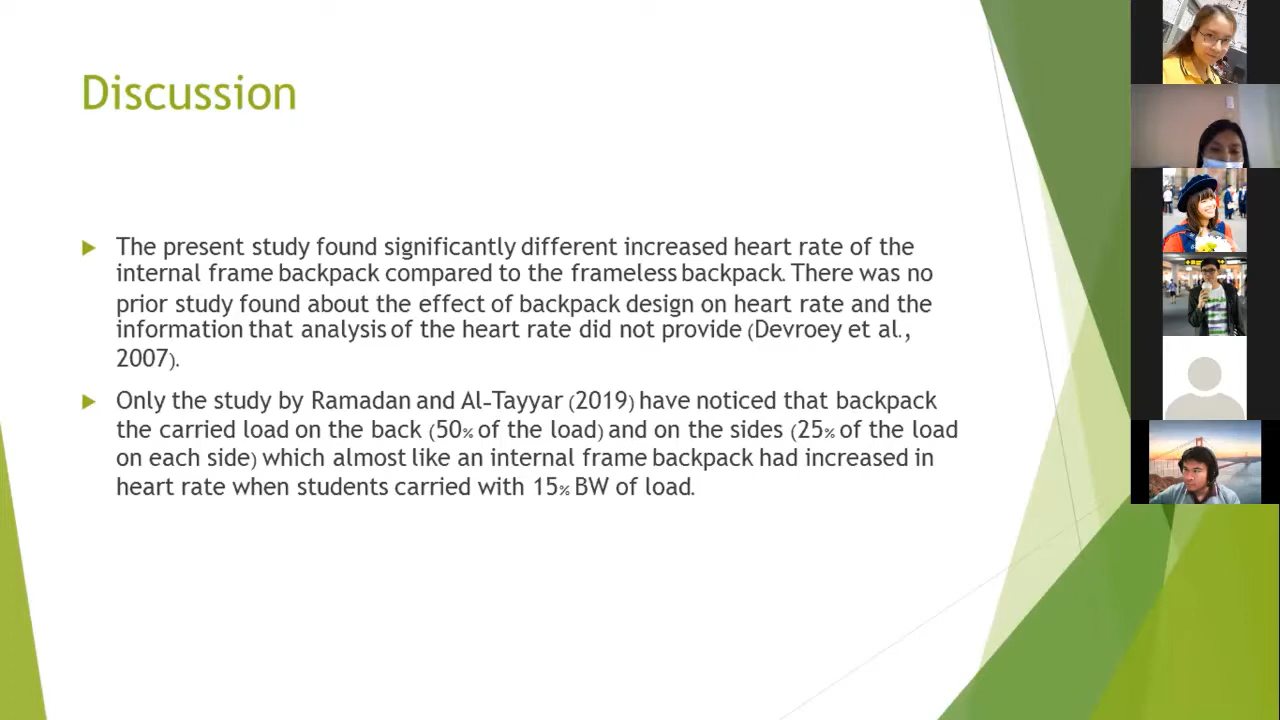 Discussion
The present study found significantly different increased heart rate of the
internal frame backpack compared to the frameless backpack. There was no
prior study found about the effect of backpack design on heart rate and the
information that analysis of the heart rate did not provide (Devroey et al.,
2007).
Only the study by Ramadan and Al-Tayyar (2019) have noticed that backpack
the carried load on the back (50% of the load) and on the sides (25% of the load
on each side) which almost like an internal frame backpack had increased in
heart rate when students carried with 15% BW of load.